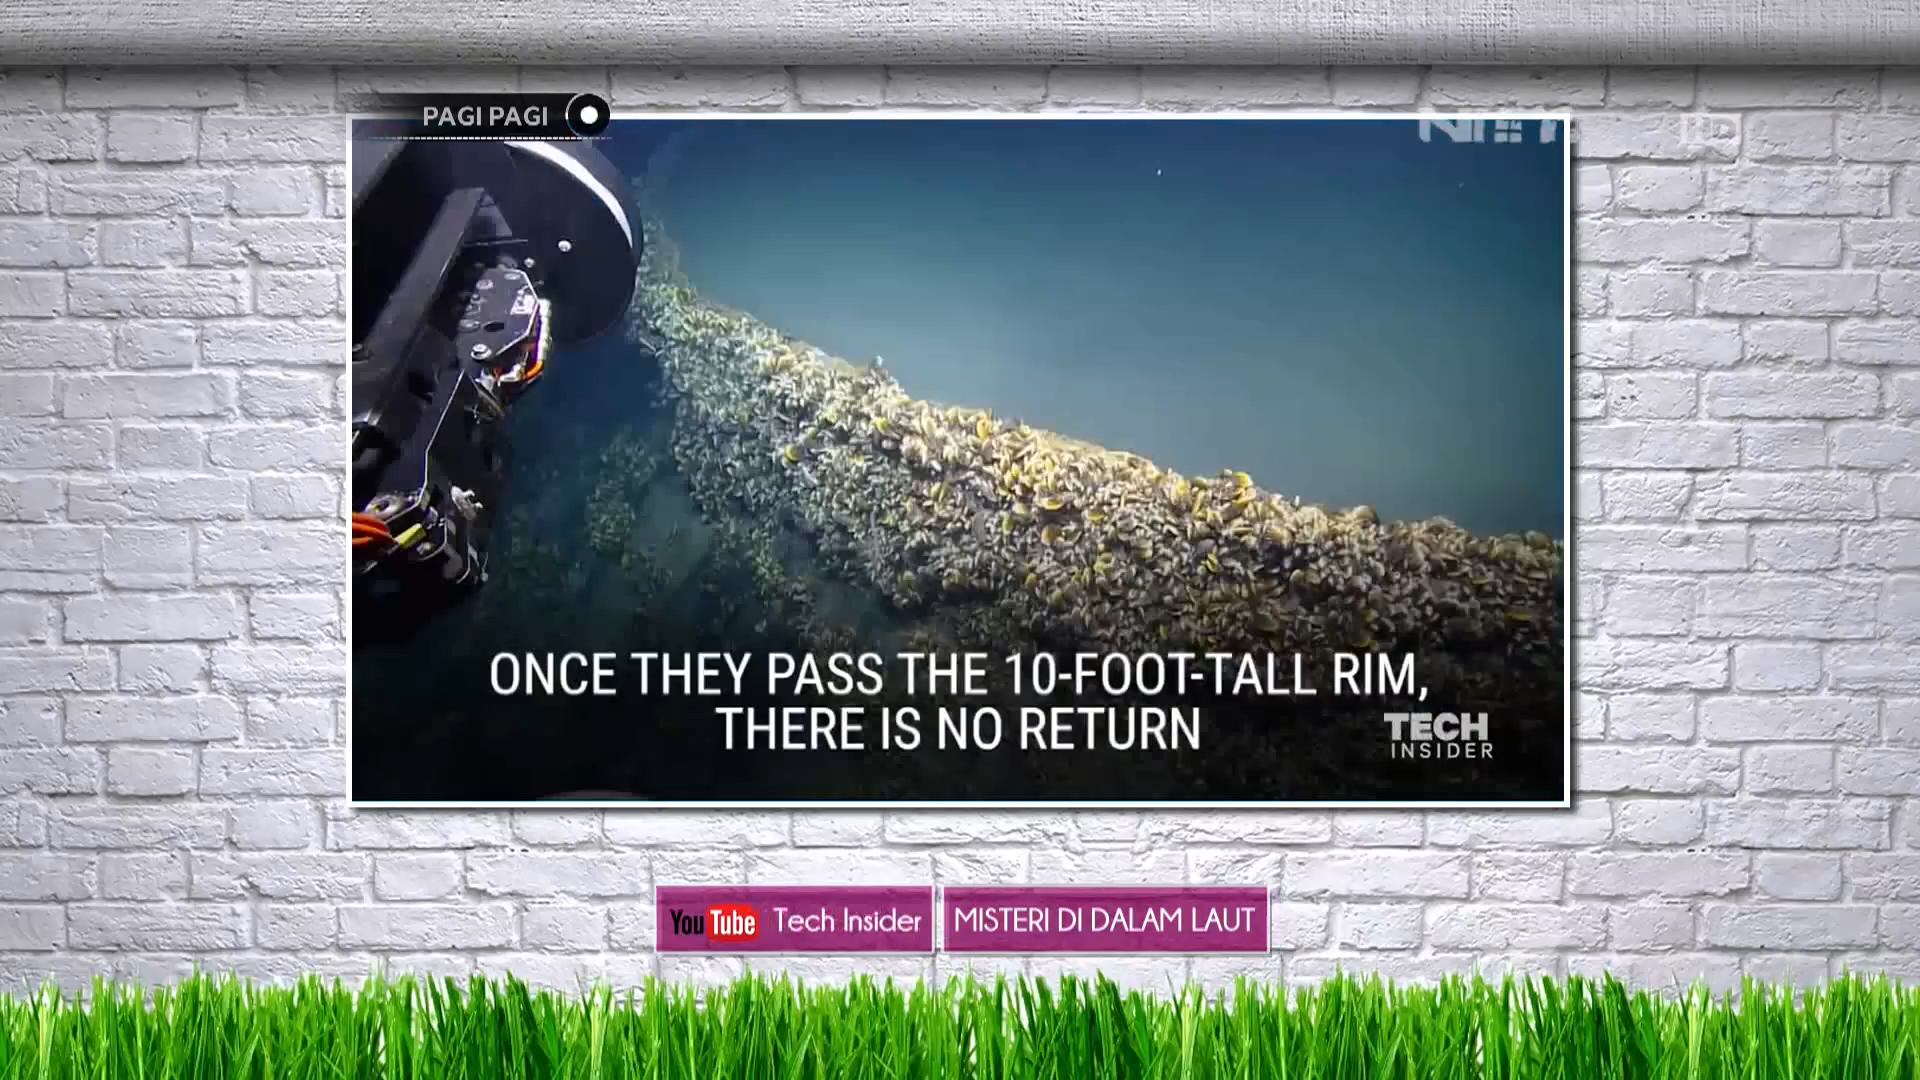 PAGI PAGI
ONCE THEY PASS THE 10-FOOT-TALL RIM,
THERE IS NO RETURN
TECH
INSIDER
YouTube Tech Insider
MISTERI DI DALAM LAUT